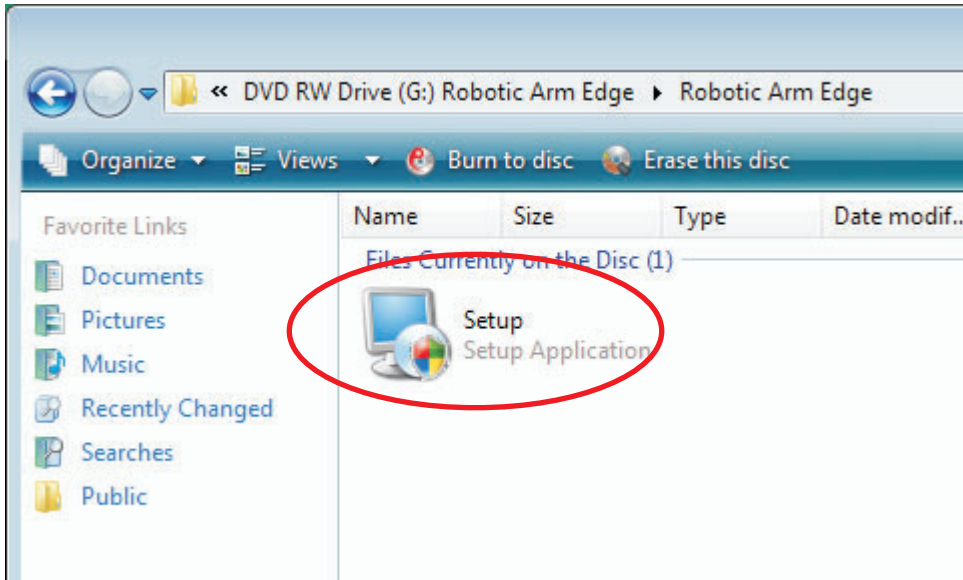 « DVD RW Drive (G:) Robotic Arm Edge ▸ Robotic Arm Edge
Organize Views Burn to disc Erase this disc
Favorite Links
Documents
Pictures
Music
Recently Changed
Searches
Public
Name Size Type Date modif...
Files Currently on the Disc (1)
Setup
Setup Application